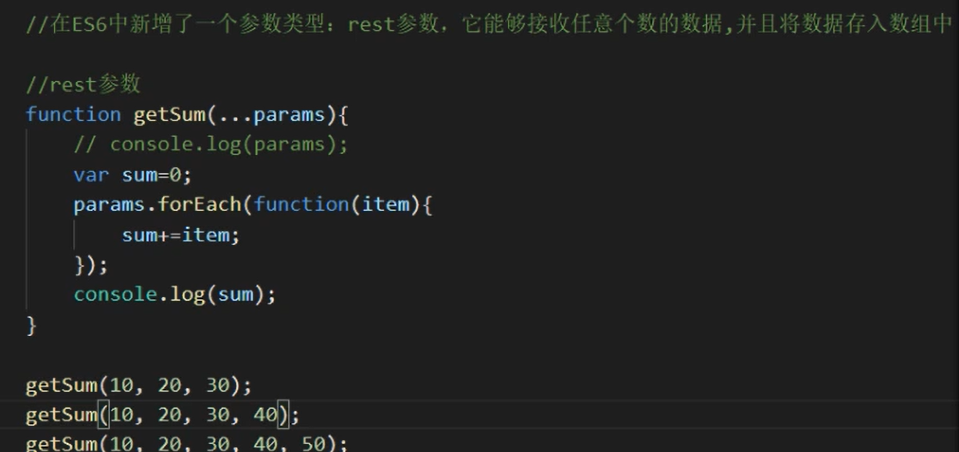 //在ES6中新增了一个参数类型：rest参数，它能够接收任意个数的数据,并且将数据存入数组中
//rest参数
function getSum(...params){
// console.log(params);
var sum=0;
params.forEach(function(item){
sum+=item;
});
console.log(sum);
}
getSum(10, 20, 30);
getSum(10, 20, 30, 40);
getSum(10, 20, 30, 40, 50);